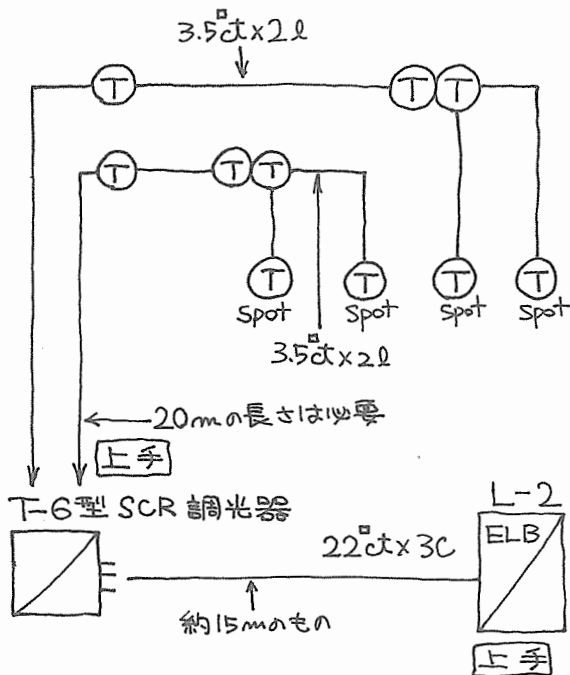 3.5□ct×2ℓ
T
T T
T
T T
T
Spot
T
Spot
T
Spot
T
Spot
3.5□ct×2ℓ
20mの長さは必要
上手
T-6型 SCR 調光器
L-2
22□ct×3C
ELB
約15mのもの
上手